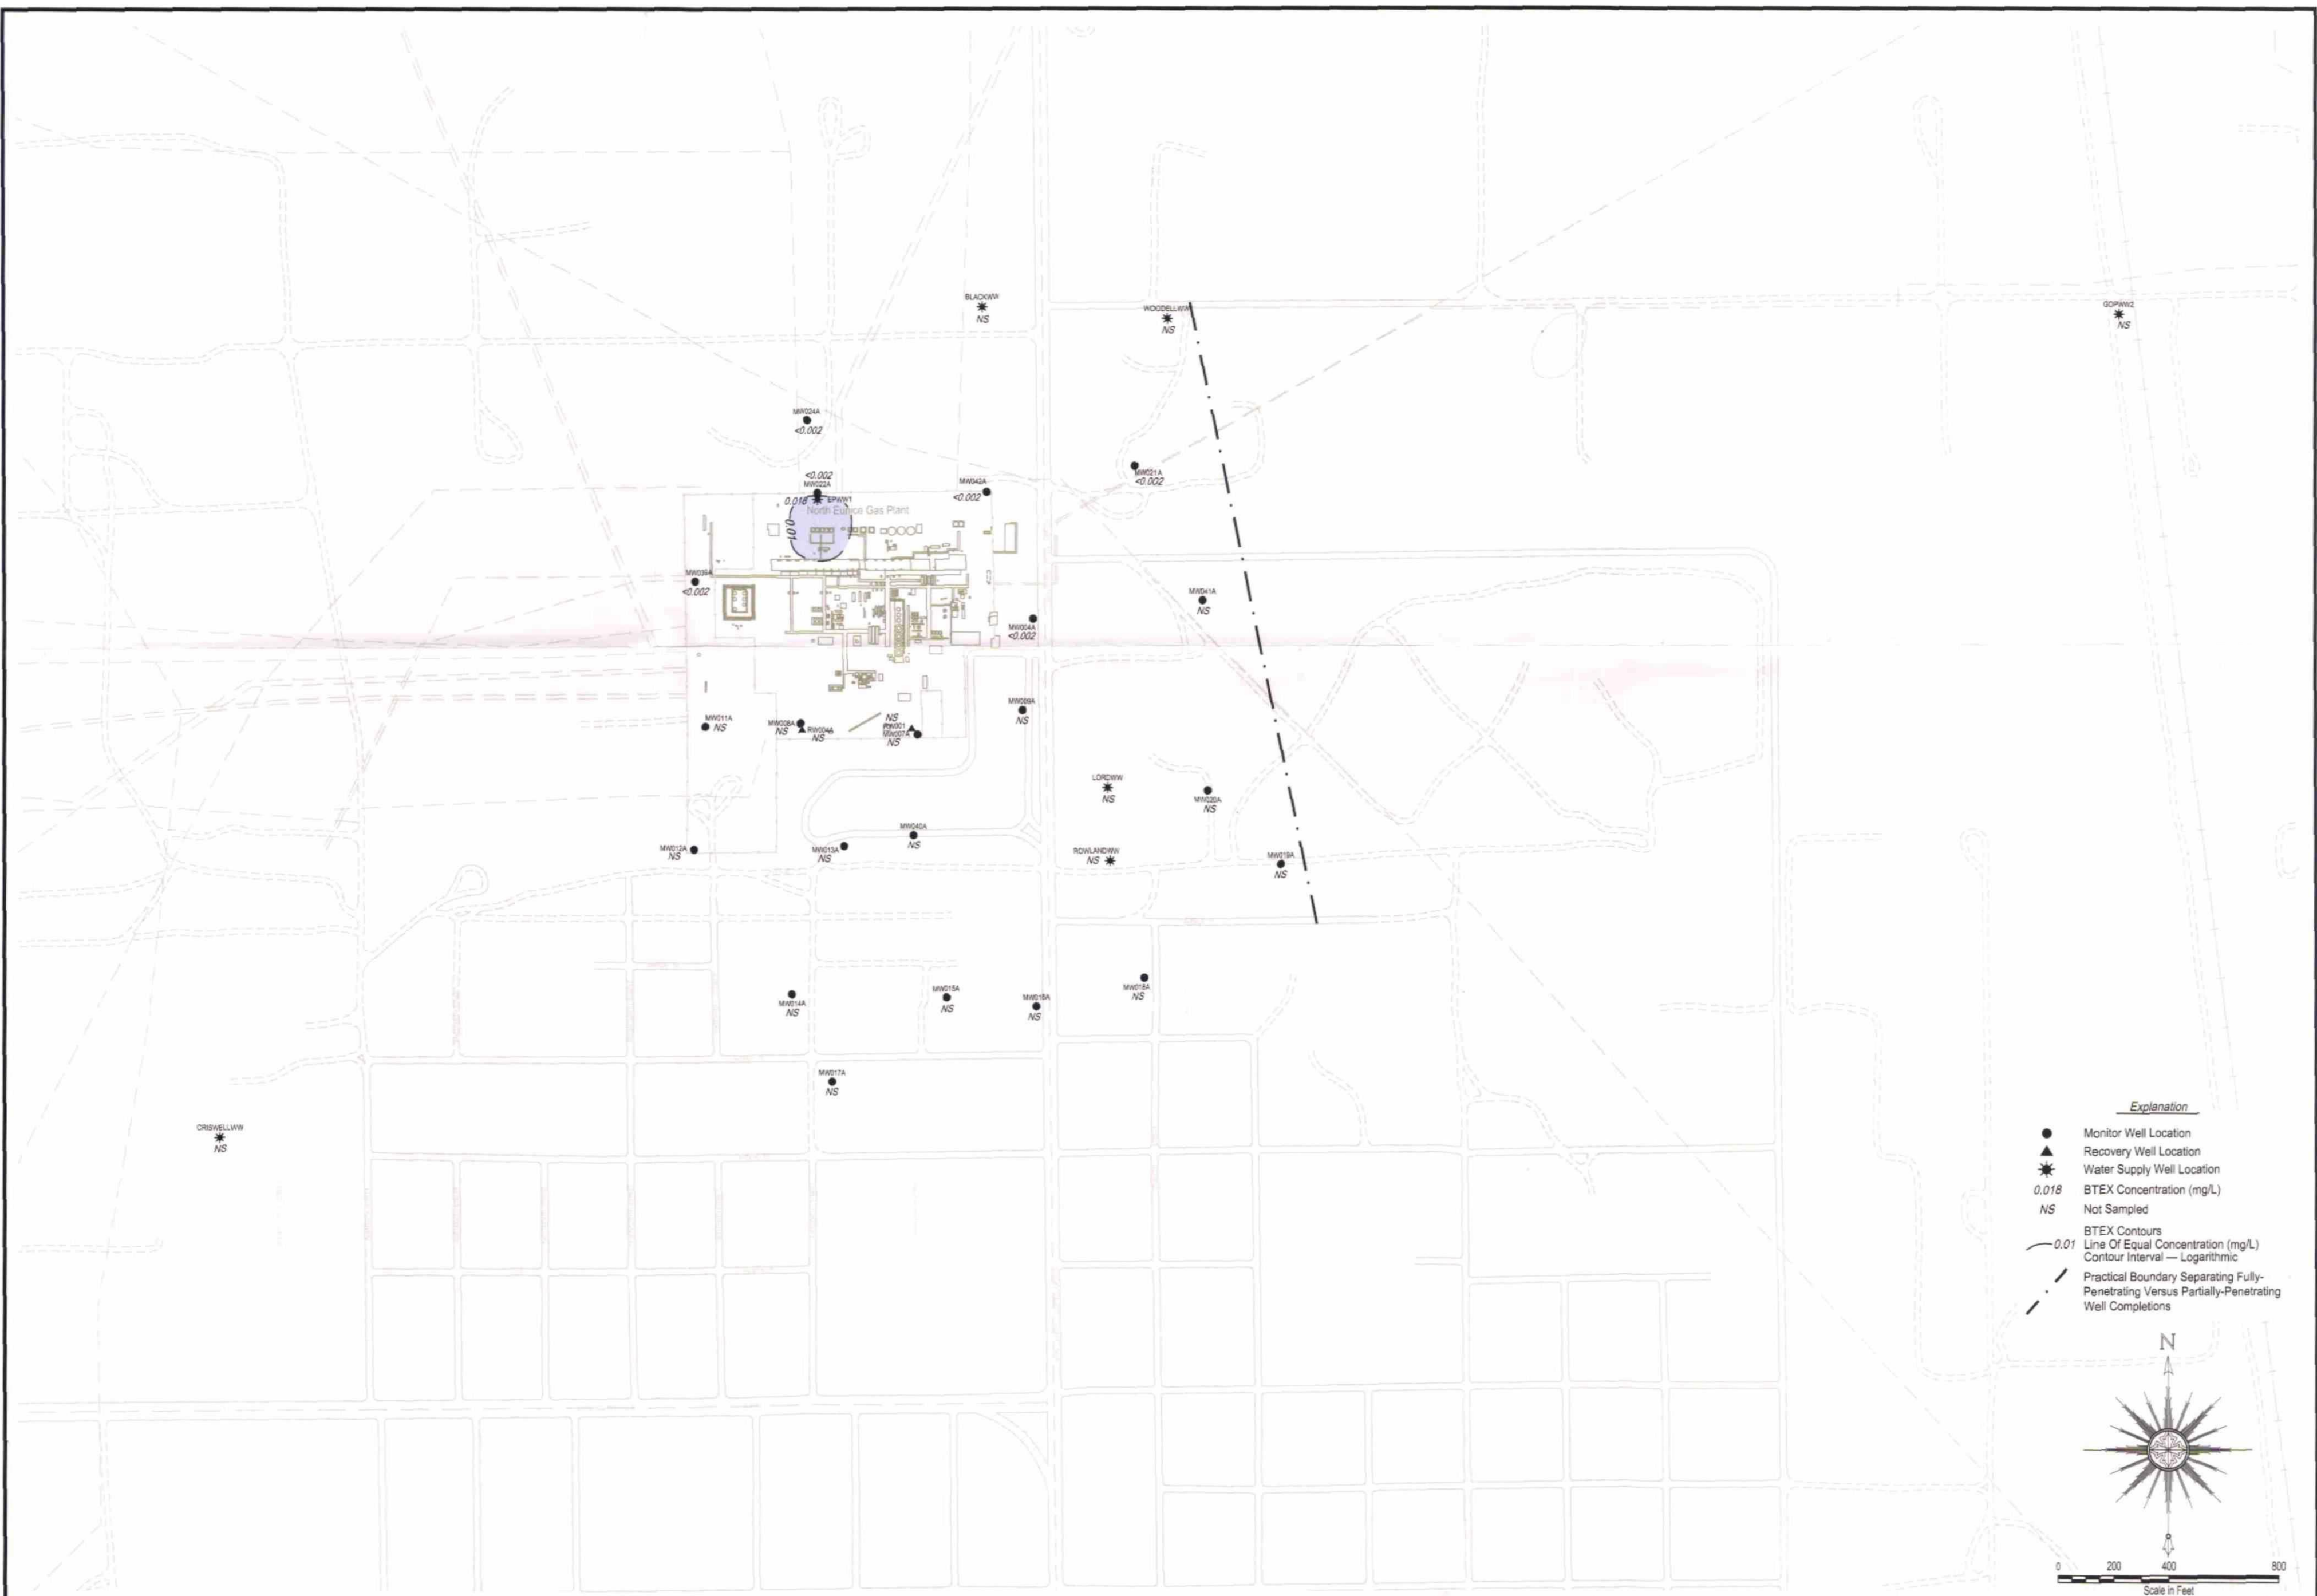 BLACKWW
NS
WOODELLWW
NS
GOPWW2
NS
MW024A
<0.002
<0.002
MW022A
0.018
EPWW1
North Eunice Gas Plant
0.01
MW042A
<0.002
MW021A
<0.002
MW039A
<0.002
MW041A
NS
MW004A
<0.002
MW009A
NS
MW011A
NS
MW008A
NS
RW004A
NS
NS
RW001
MW007A
NS
LORDWW
NS
MW020A
NS
MW040A
NS
MW012A
NS
MW013A
NS
ROWLANDWW
NS
MW019A
NS
MW018A
NS
MW014A
NS
MW015A
NS
MW016A
NS
MW017A
NS
CRISWELLWW
NS
Explanation
Monitor Well Location
Recovery Well Location
Water Supply Well Location
0.018 BTEX Concentration (mg/L)
NS Not Sampled
BTEX Contours
0.01 Line Of Equal Concentration (mg/L)
Contour Interval — Logarithmic
Practical Boundary Separating Fully-
Penetrating Versus Partially-Penetrating
Well Completions
N
0 200 400 800
Scale in Feet